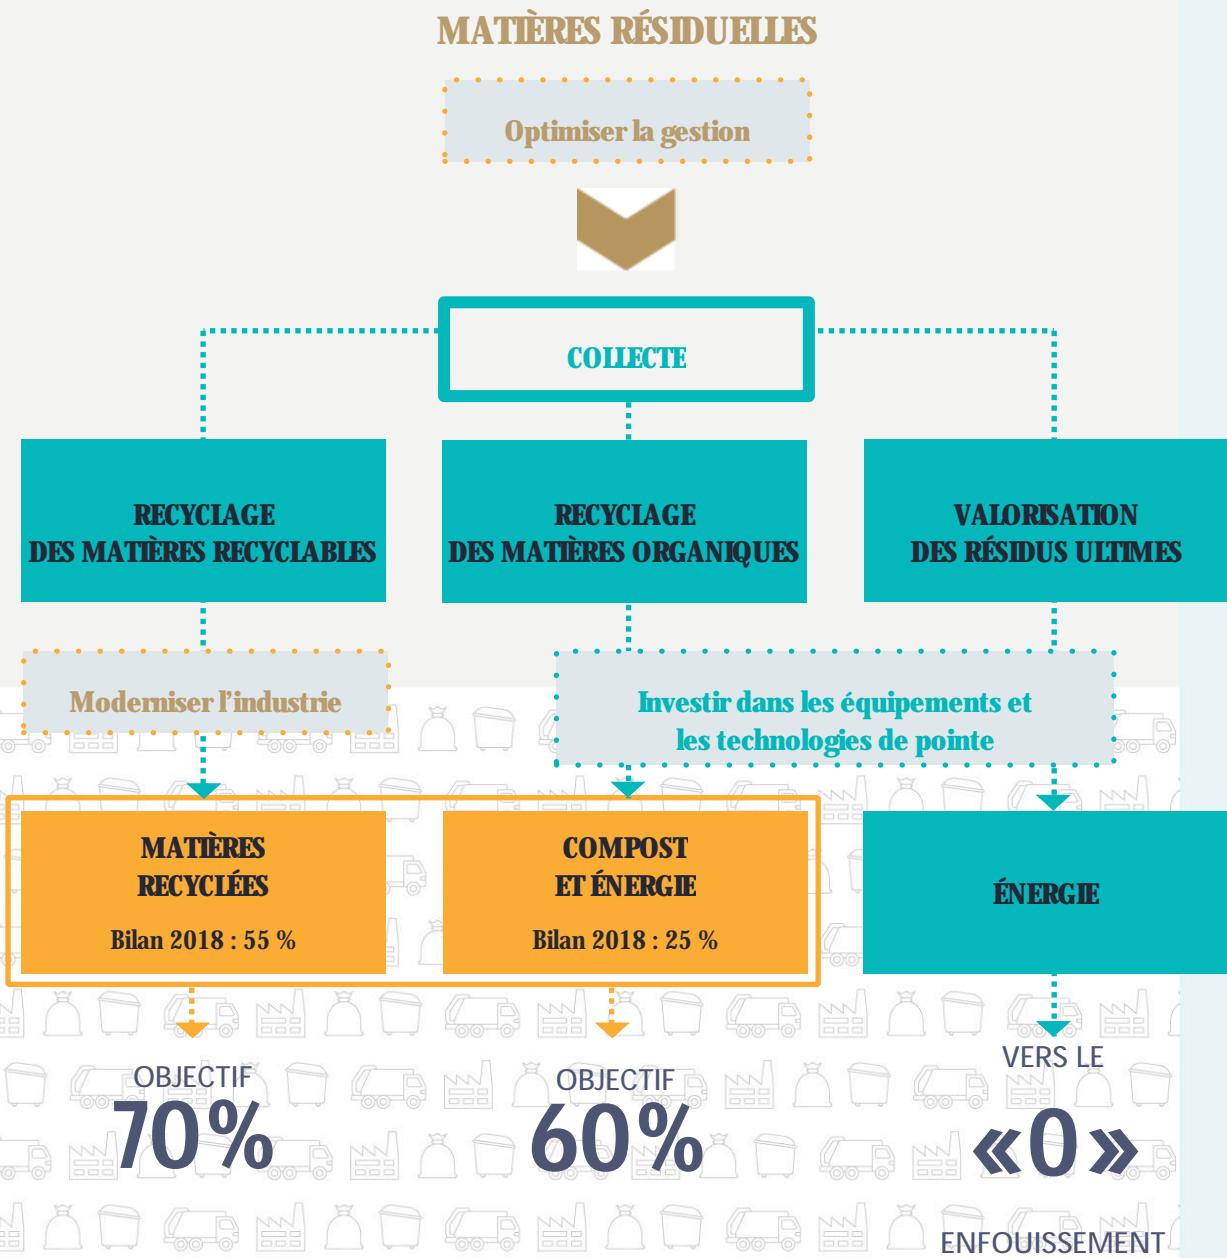 MATIÈRES RÉSIDUELLES
Optimiser la gestion
COLLECTE
RECYCLAGE
DES MATIÈRES RECYCLABLES
RECYCLAGE
DES MATIÈRES ORGANIQUES
VALORISATION
DES RÉSIDUS ULTIMES
Moderniser l'industrie
Investir dans les équipements et
les technologies de pointe
MATIÈRES
RECYCLÉES
Bilan 2018 : 55 %
COMPOST
ET ÉNERGIE
Bilan 2018 : 25 %
ÉNERGIE
OBJECTIF
70%
OBJECTIF
60%
VERS LE
«0»
ENFOUISSEMENT